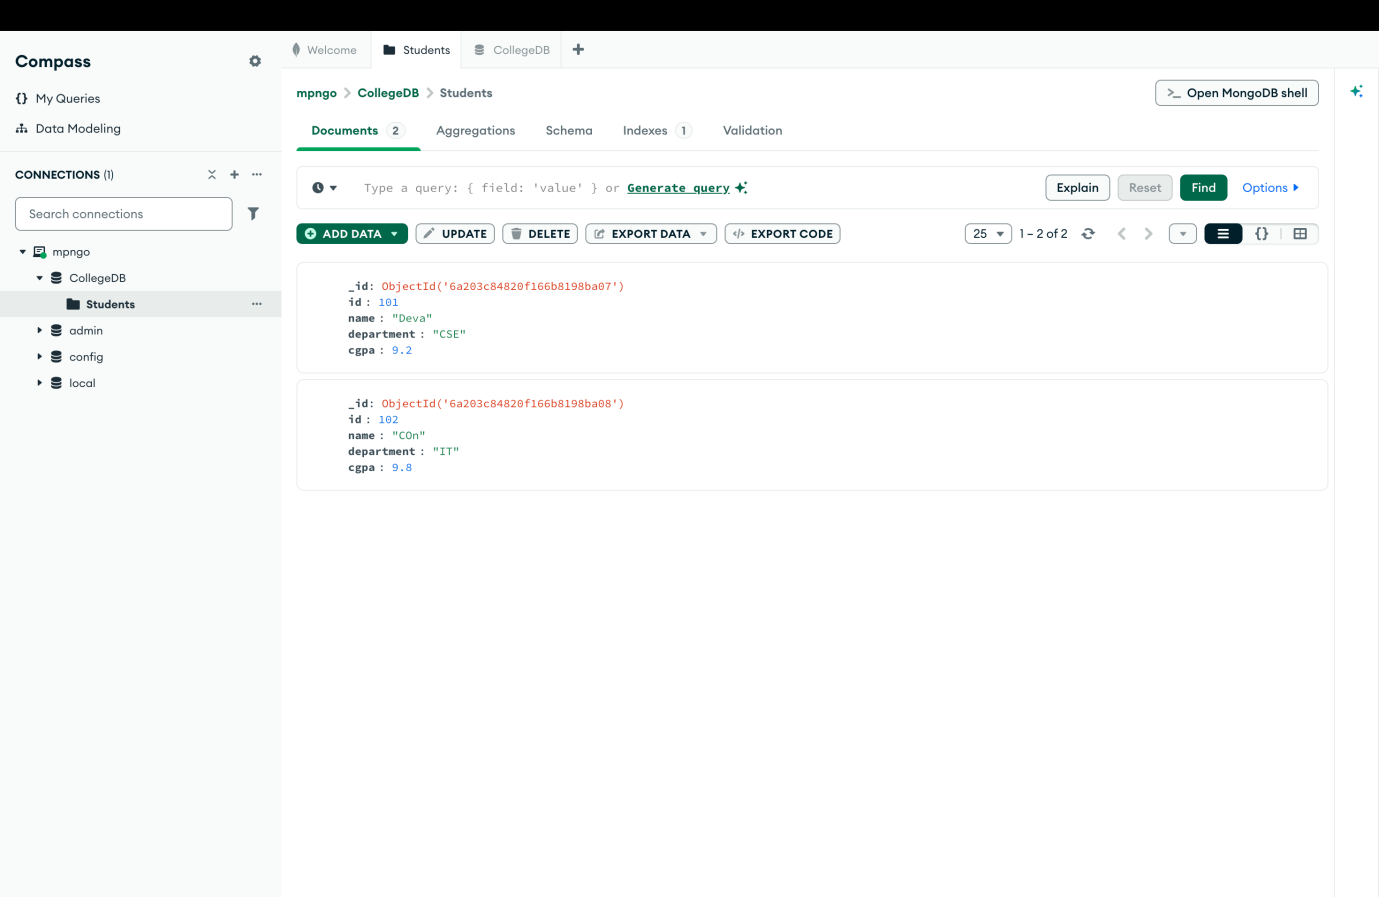 Compass
My Queries
Data Modeling
CONNECTIONS (1)
Search connections
mpngo
CollegeDB
Students
admin
config
local
Welcome
Students
CollegeDB
mpngo > CollegeDB > Students
>_ Open MongoDB shell
Documents 2 Aggregations Schema Indexes 1 Validation
Type a query: { field: 'value' } or Generate query
Explain Reset Find Options
ADD DATA UPDATE DELETE EXPORT DATA EXPORT CODE
25 1 – 2 of 2
_id: ObjectId('6a203c84820f166b8198ba07')
id : 101
name : "Deva"
department : "CSE"
cgpa : 9.2
_id: ObjectId('6a203c84820f166b8198ba08')
id : 102
name : "COn"
department : "IT"
cgpa : 9.8